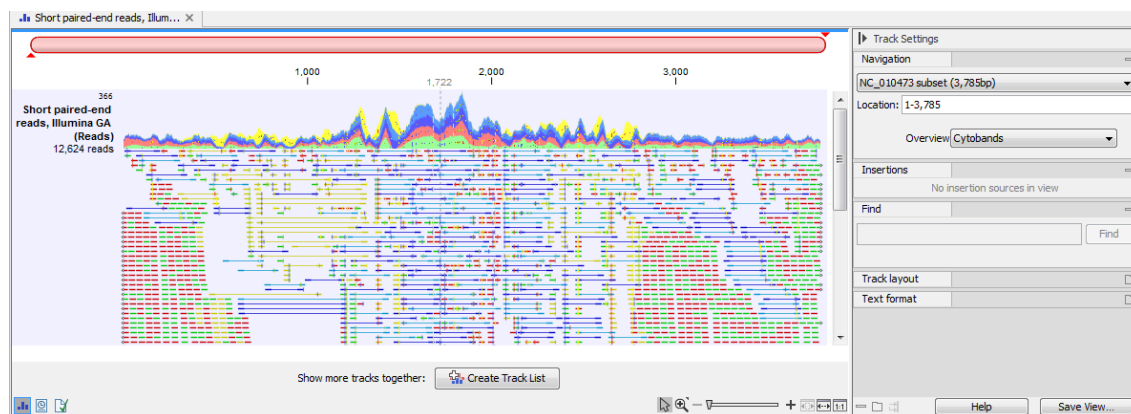 Short paired-end reads, Illum...
Track Settings
Navigation
NC_010473 subset (3,785bp)
Location: 1-3,785
Overview Cytobands
Insertions
No insertion sources in view
Find
Find
Track layout
Text format
1,000
2,000
3,000
1,722
366
Short paired-end
reads, Illumina GA
(Reads)
12,624 reads
Show more tracks together: Create Track List
1:1
Help
Save View...